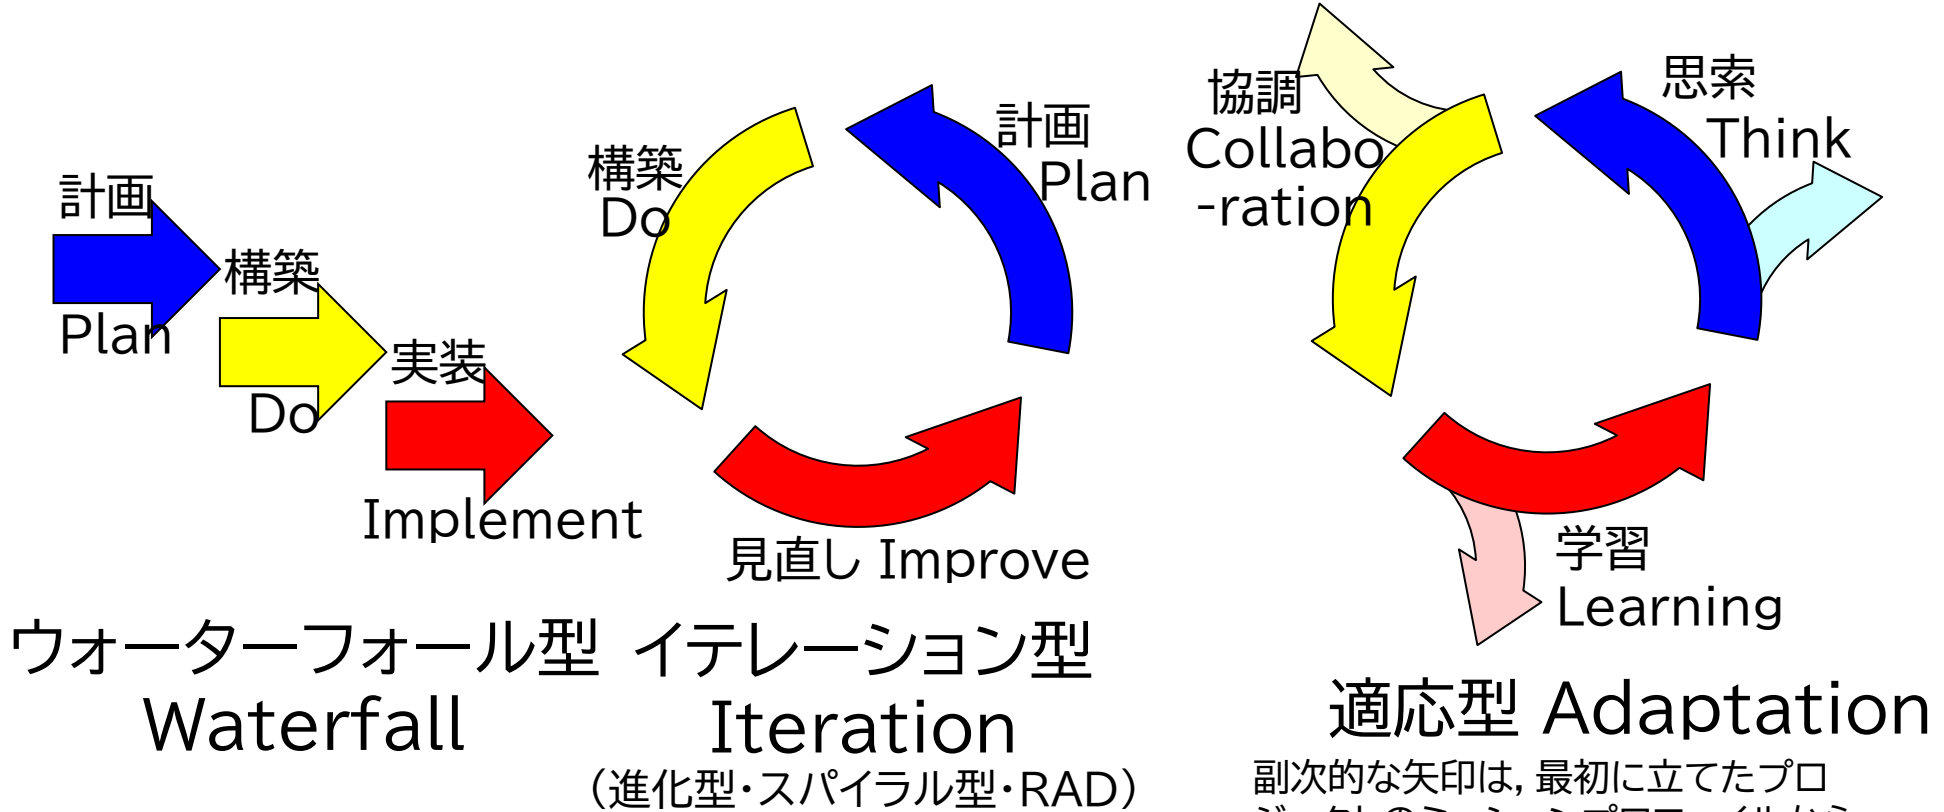 計画
Plan
構築
Do
実装
Implement
ウォーターフォール型
Waterfall
計画
Plan
構築
Do
見直し Improve
イテレーション型
Iteration
（進化型・スパイラル型・RAD）
思索
Think
協調
Collabo
-ration
学習
Learning
適応型 Adaptation
副次的な矢印は, 最初に立てたプロ